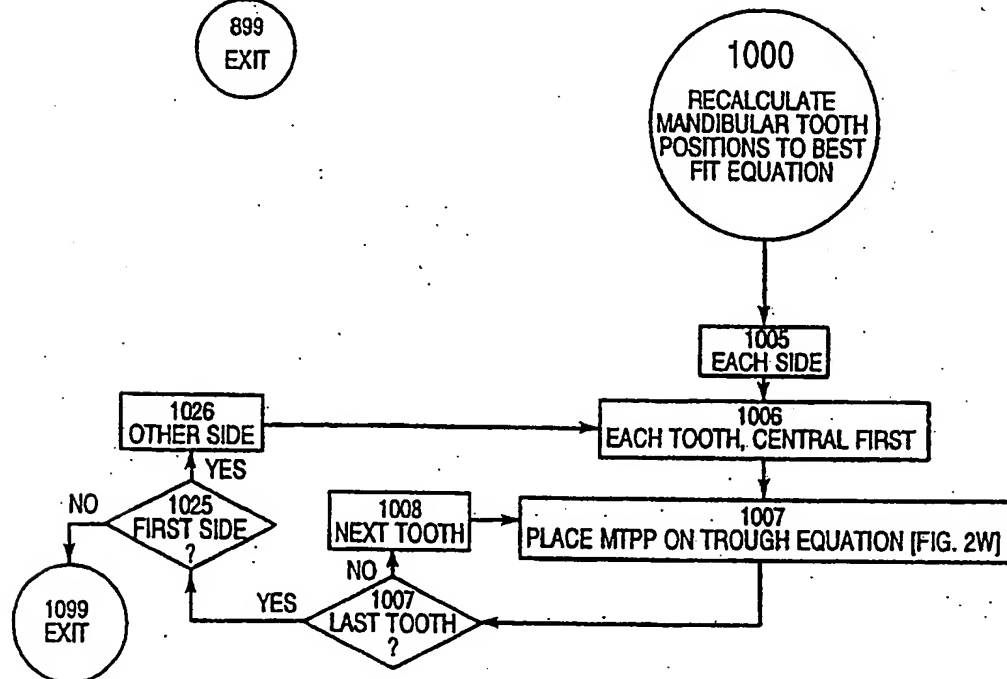 899
EXIT
1000
RECALCULATE
MANDIBULAR TOOTH
POSITIONS TO BEST
FIT EQUATION
1005
EACH SIDE
1006
EACH TOOTH, CENTRAL FIRST
1007
PLACE MTPP ON TROUGH EQUATION [FIG. 2W]
1008
NEXT TOOTH
NO
1007
LAST TOOTH
?
YES
1025
FIRST SIDE
?
YES
1026
OTHER SIDE
NO
1099
EXIT